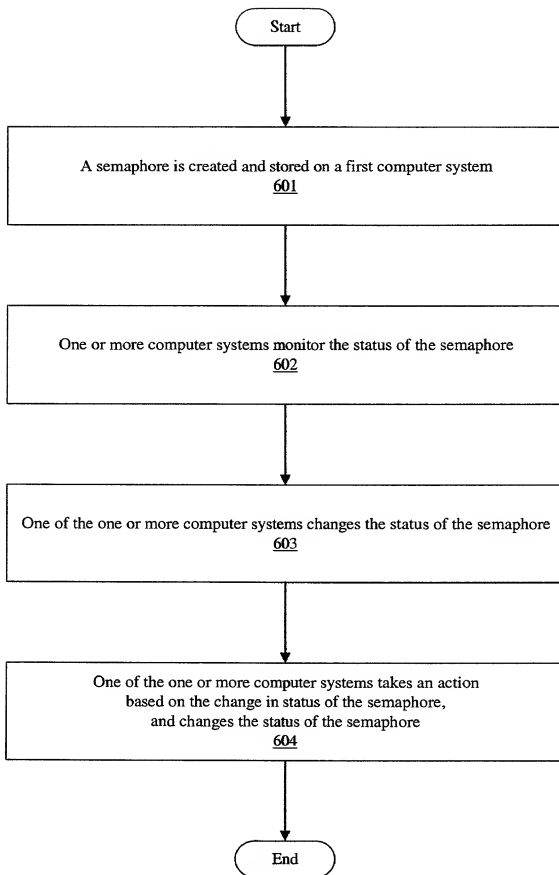 Start
A semaphore is created and stored on a first computer system
601
One or more computer systems monitor the status of the semaphore
602
One of the one or more computer systems changes the status of the semaphore
603
One of the one or more computer systems takes an action
based on the change in status of the semaphore,
and changes the status of the semaphore
604
End